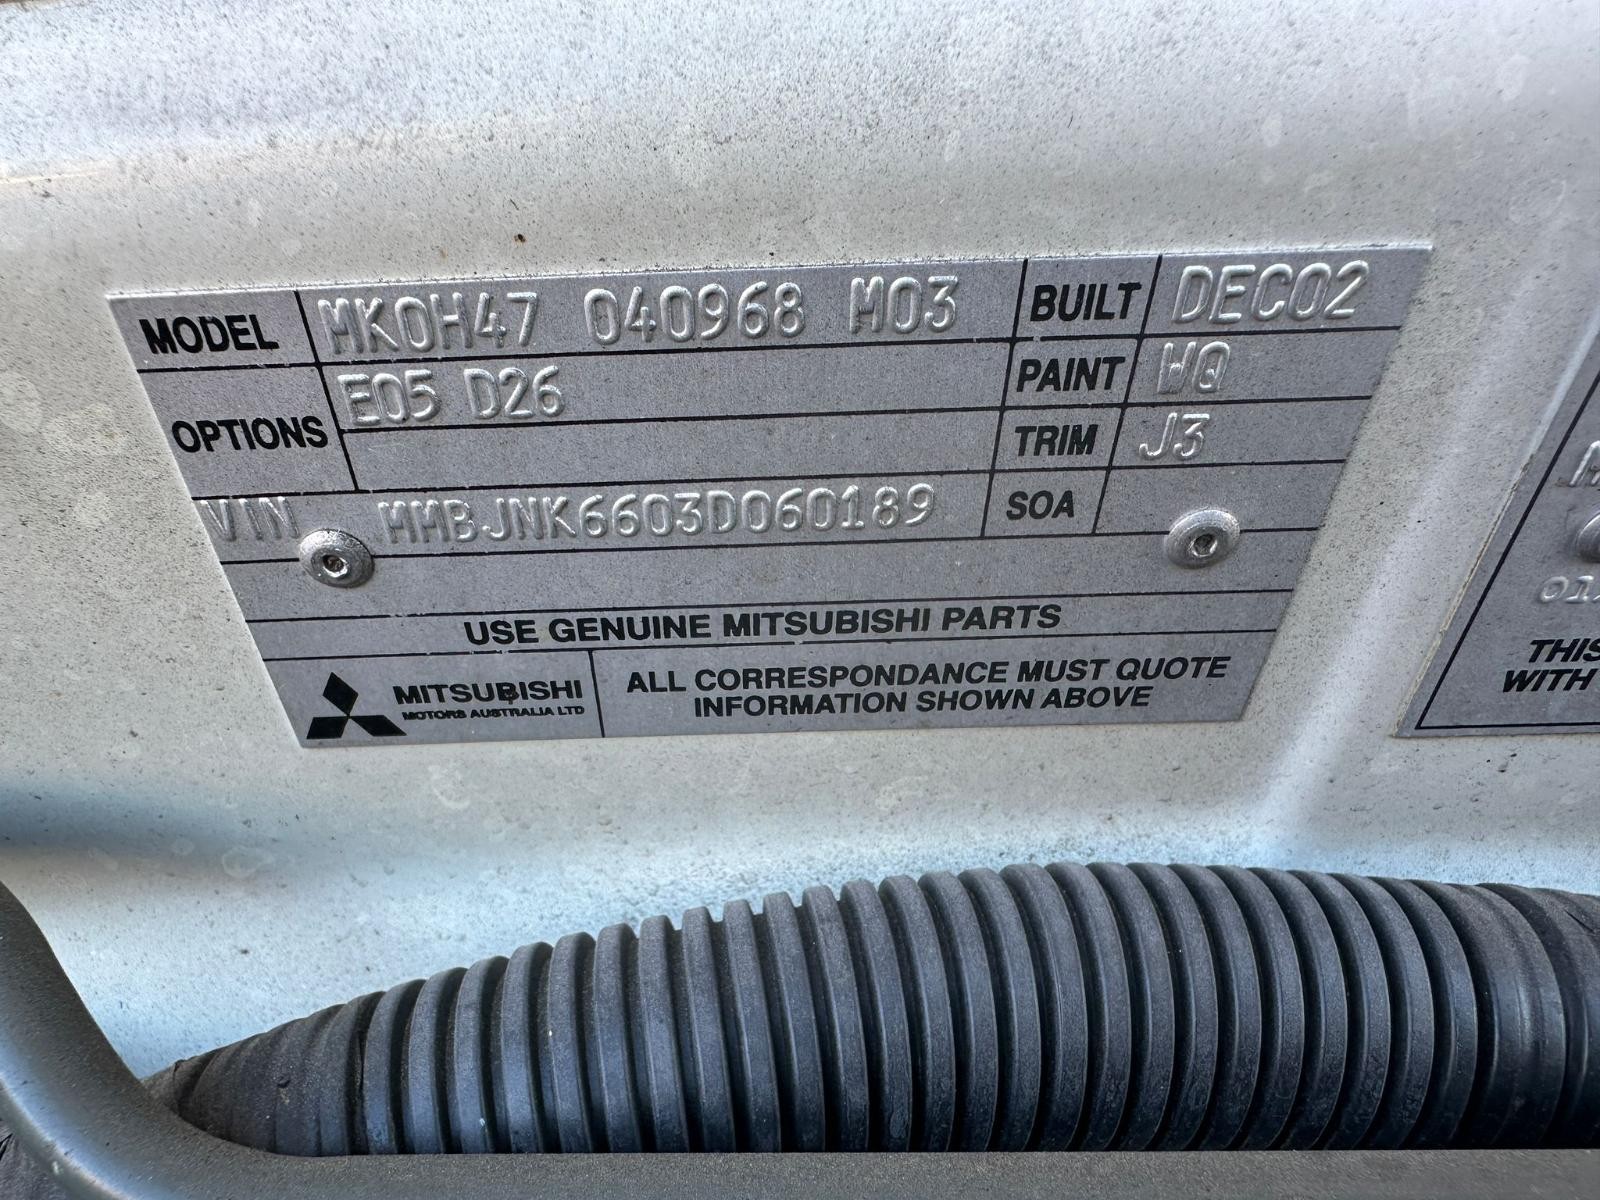 MODEL MK0H47 040968 M03 BUILT DEC02
OPTIONS E05 D26 PAINT WQ
TRIM J3
VIN MMBJNK6603D060189 SOA
USE GENUINE MITSUBISHI PARTS
MITSUBISHI
MOTORS AUSTRALIA LTD
ALL CORRESPONDANCE MUST QUOTE
INFORMATION SHOWN ABOVE
WITH